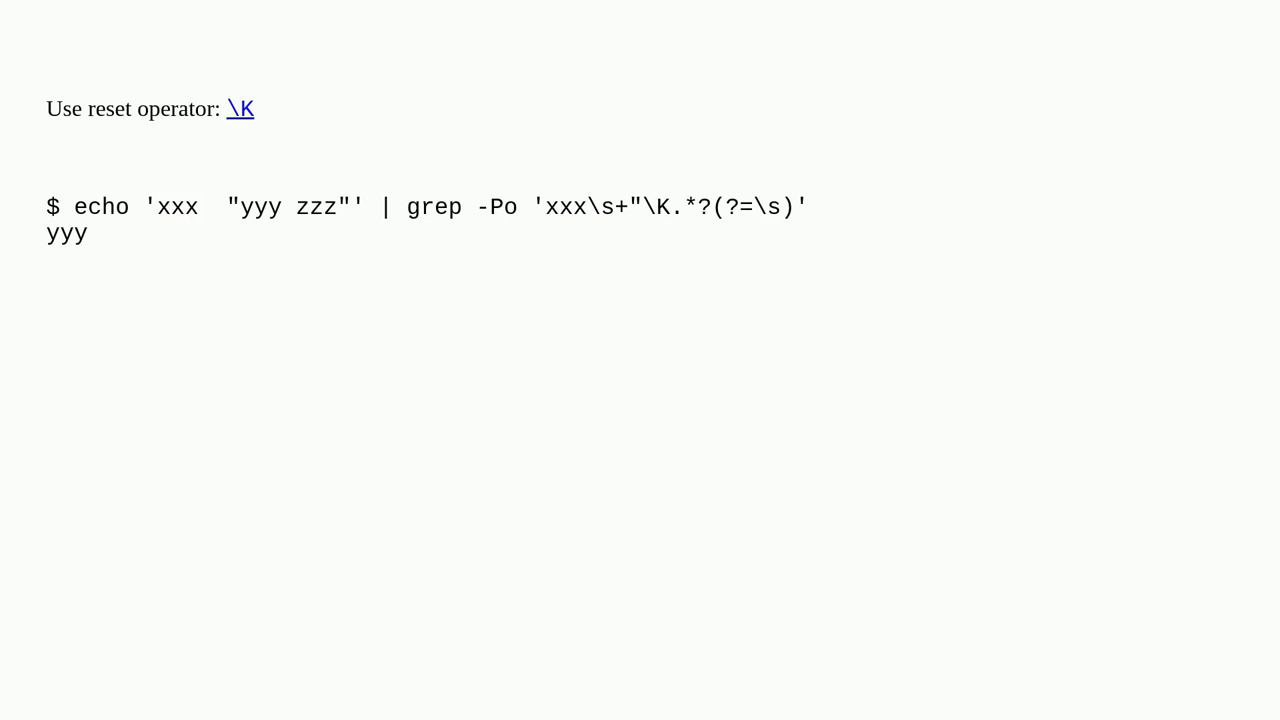 Use reset operator: \K
$ echo 'xxx  "yyy zzz"' | grep -Po 'xxx\s+"\K.*?(?=\s)'
yyy